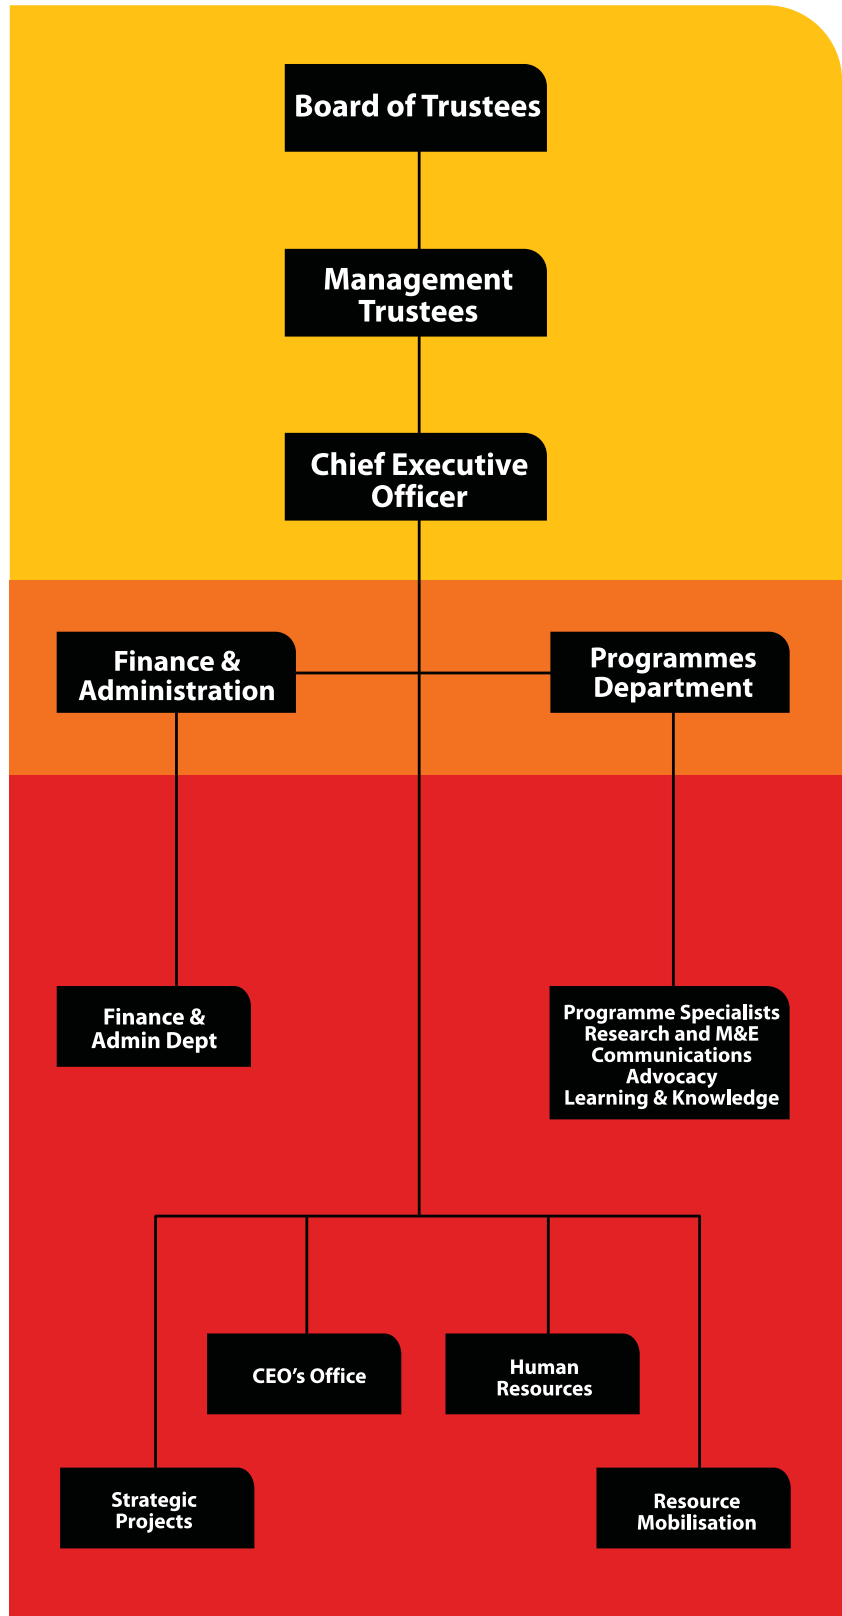 Board of Trustees
Management
Trustees
Chief Executive
Officer
Finance &
Administration
Programmes
Department
Finance &
Admin Dept
Programme Specialists
Research and M&E
Communications
Advocacy
Learning & Knowledge
CEO’s Office
Human
Resources
Strategic
Projects
Resource
Mobilisation